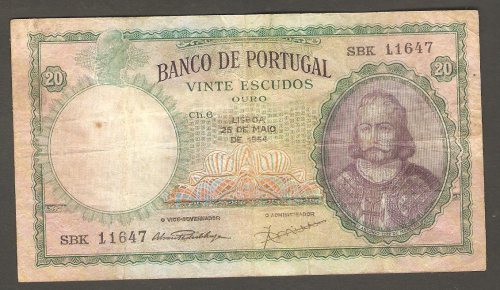 SBK 11647
20
BANCO DE PORTUGAL
20
VINTE ESCUDOS
OURO
Ch.6
LISBOA
25 DE MAIO
DE 1954
O VICE-GOVERNADOR
O ADMINISTRADOR
SBK 11647